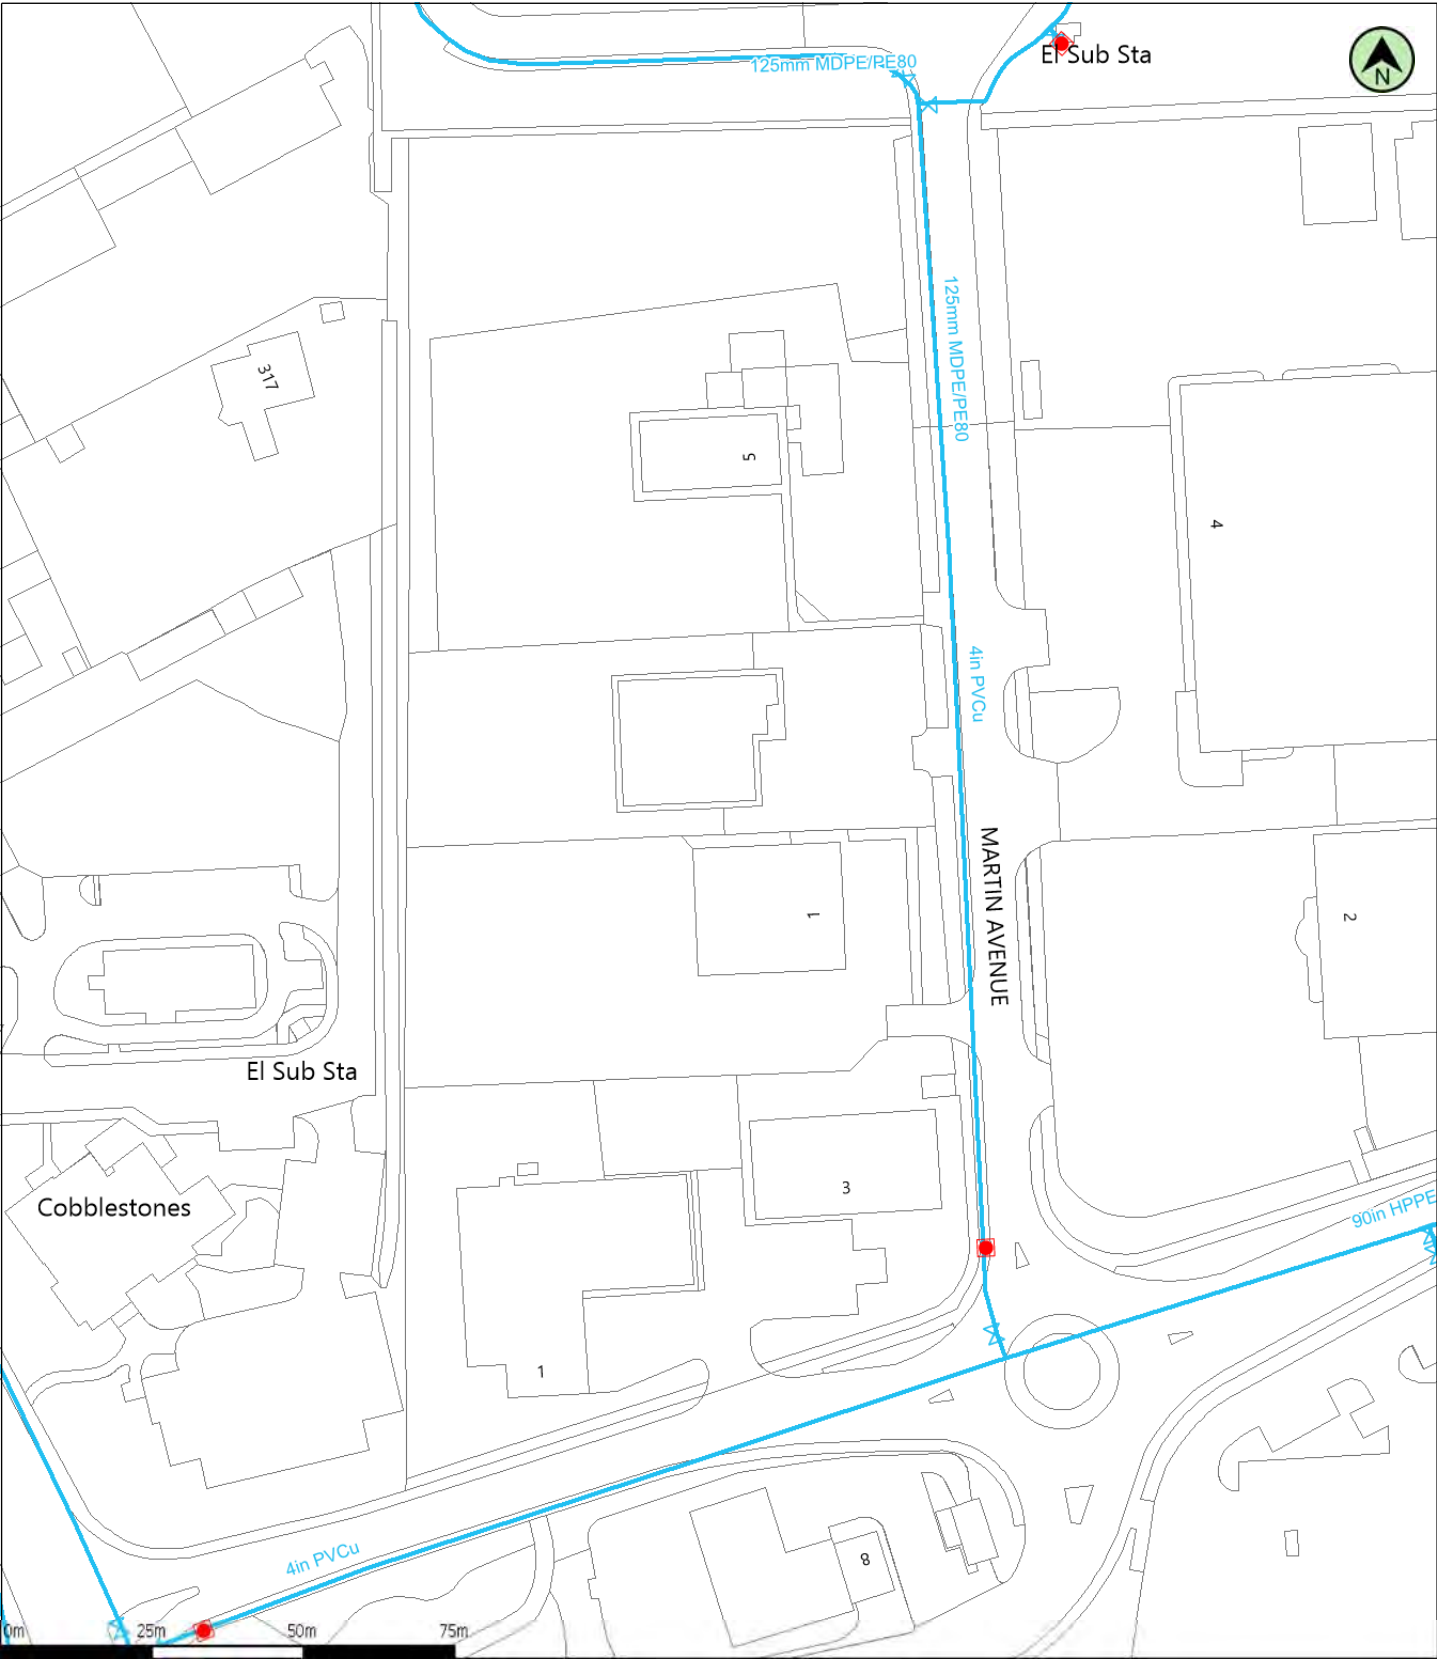 125mm MDPE/PE80
El Sub Sta
N
125mm MDPE/PE80
317
5
4
4in PVCu
MARTIN AVENUE
1
2
El Sub Sta
Cobblestones
3
90in HPPE
1
4in PVCu
8
0m 25m 50m 75m